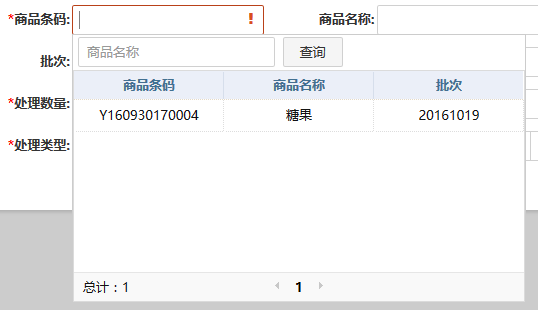 *商品条码: ! 商品名称:
批次: 商品名称 查询
商品条码 商品名称 批次
*处理数量: Y160930170004 糖果 20161019
*处理类型:
总计：1 1